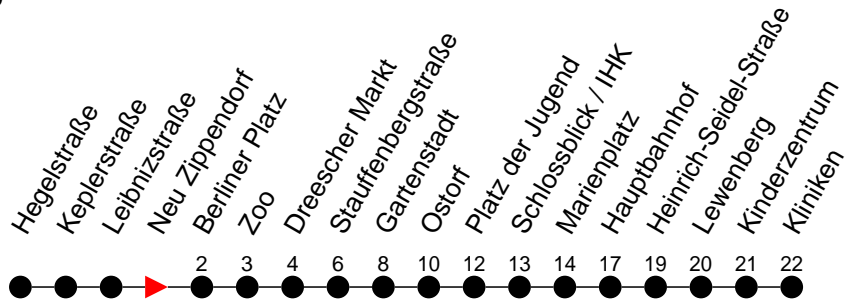 Hegelstraße
Keplerstraße
Leibnizstraße
Neu Zippendorf
Berliner Platz
Zoo
Dreescher Markt
Stauffenbergstraße
Gartenstadt
Ostorf
Platz der Jugend
Schlossblick / IHK
Marienplatz
Hauptbahnhof
Heinrich-Seidel-Straße
Lewenberg
Kinderzentrum
Kliniken
2 3 4 6 8 10 12 13 14 17 19 20 21 22